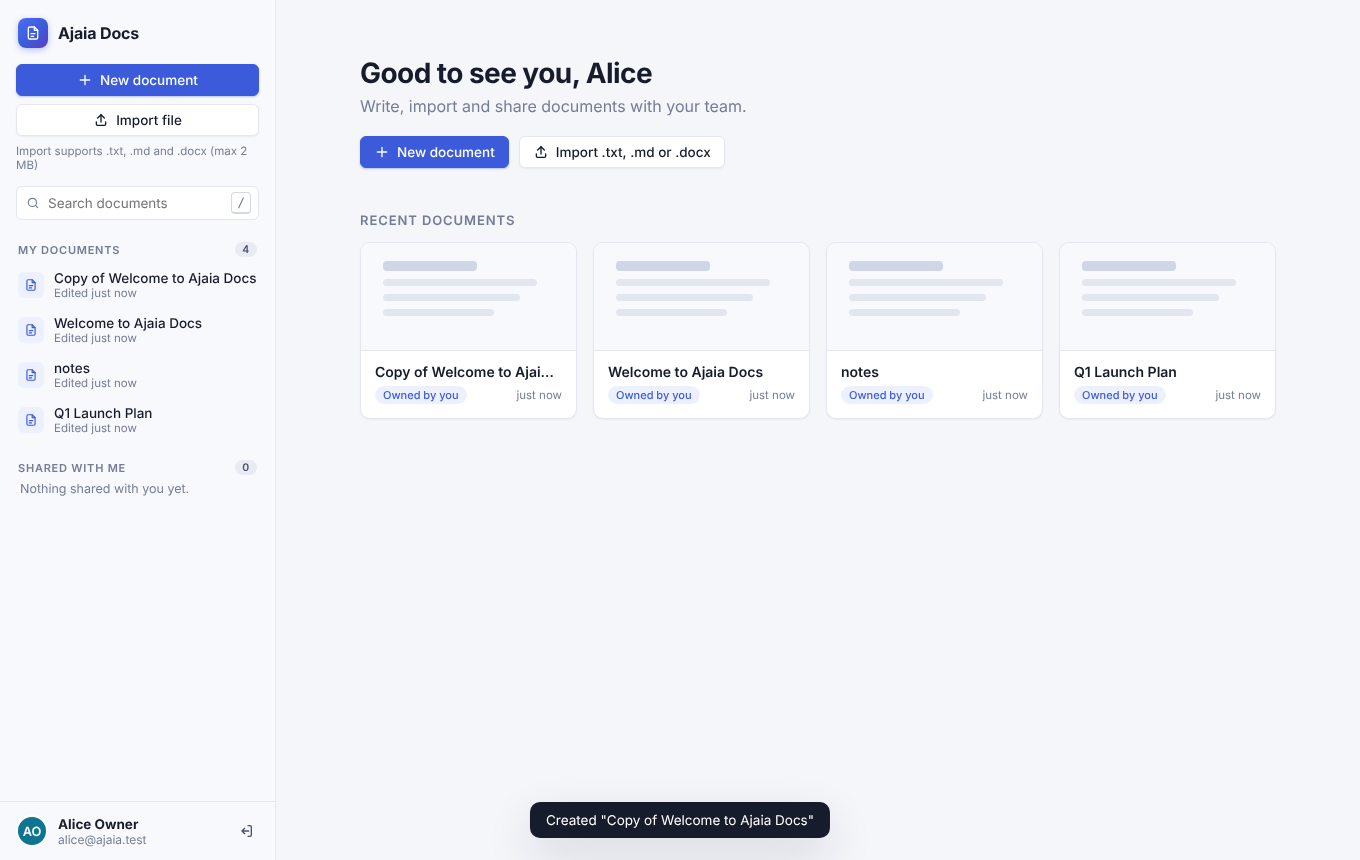 Ajaia Docs
New document
Import file
Import supports .txt, .md and .docx (max 2
MB)
Search documents /
MY DOCUMENTS 4
Copy of Welcome to Ajaia Docs
Edited just now
Welcome to Ajaia Docs
Edited just now
notes
Edited just now
Q1 Launch Plan
Edited just now
SHARED WITH ME 0
Nothing shared with you yet.
AO
Alice Owner
alice@ajaia.test
Good to see you, Alice
Write, import and share documents with your team.
New document
Import .txt, .md or .docx
RECENT DOCUMENTS
Copy of Welcome to Ajai...
Owned by you just now
Welcome to Ajaia Docs
Owned by you just now
notes
Owned by you just now
Q1 Launch Plan
Owned by you just now
Created "Copy of Welcome to Ajaia Docs"